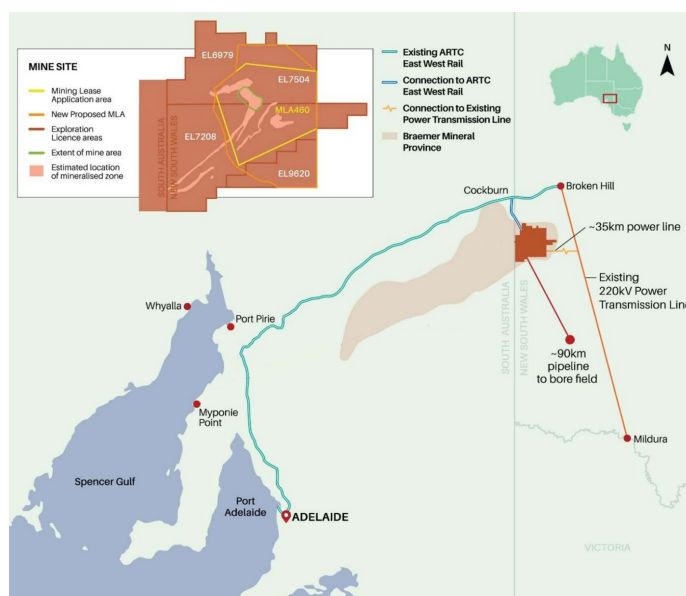 MINE SITE
Mining Lease
Application area
New Proposed MLA
Exploration
Licence areas
Extent of mine area
Estimated location
of mineralised zone
EL6979
EL7504
MLA460
EL7208
EL9620
SOUTH AUSTRALIA
NEW SOUTH WALES
Existing ARTC
East West Rail
Connection to ARTC
East West Rail
Connection to Existing
Power Transmission Line
Braemer Mineral
Province
N
Cockburn
Broken Hill
~35km power line
Existing
220kV Power
Transmission Line
SOUTH AUSTRALIA
NEW SOUTH WALES
~90km
pipeline
to bore field
Whyalla
Port Pirie
Myponie
Point
Mildura
Spencer Gulf
Port
Adelaide
ADELAIDE
VICTORIA